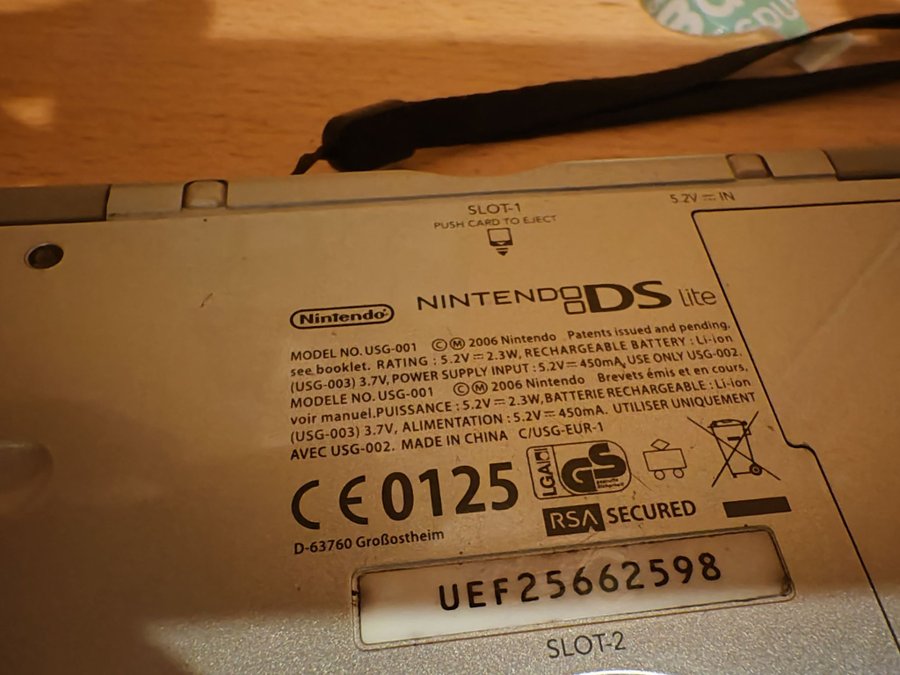 SLOT-1
PUSH CARD TO EJECT
5.2V ⎓ IN
Nintendo
NINTENDO DS Lite
MODEL NO. USG-001 ©Ⓜ 2006 Nintendo Patents issued and pending,
see booklet. RATING : 5.2V ⎓ 2.3W, RECHARGEABLE BATTERY : Li-ion
(USG-003) 3.7V, POWER SUPPLY INPUT : 5.2V ⎓ 450mA, USE ONLY USG-002.
MODELE NO. USG-001 ©Ⓜ 2006 Nintendo Brevets émis et en cours,
voir manuel.PUISSANCE : 5.2V ⎓ 2.3W, BATTERIE RECHARGEABLE : Li-ion
(USG-003) 3.7V, ALIMENTATION : 5.2V ⎓ 450mA. UTILISER UNIQUEMENT
AVEC USG-002. MADE IN CHINA C/USG-EUR-1
CE 0125
LGA
GS
geprüfte
Sicherheit
D-63760 Großostheim
RSA SECURED
UEF25662598
SLOT-2